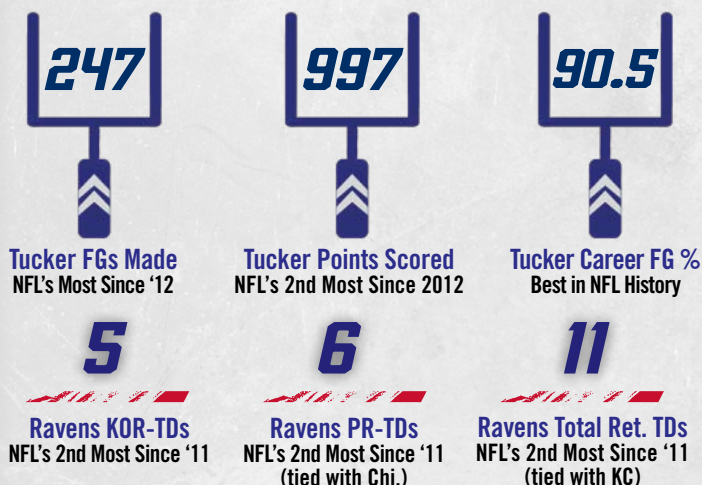 247
997
90.5
Tucker FGs Made
NFL's Most Since ‘12
Tucker Points Scored
NFL's 2nd Most Since 2012
Tucker Career FG %
Best in NFL History
5
6
11
Ravens KOR-TDs
NFL's 2nd Most Since ‘11
Ravens PR-TDs
NFL's 2nd Most Since ‘11
(tied with Chi.)
Ravens Total Ret. TDs
NFL's 2nd Most Since ‘11
(tied with KC)